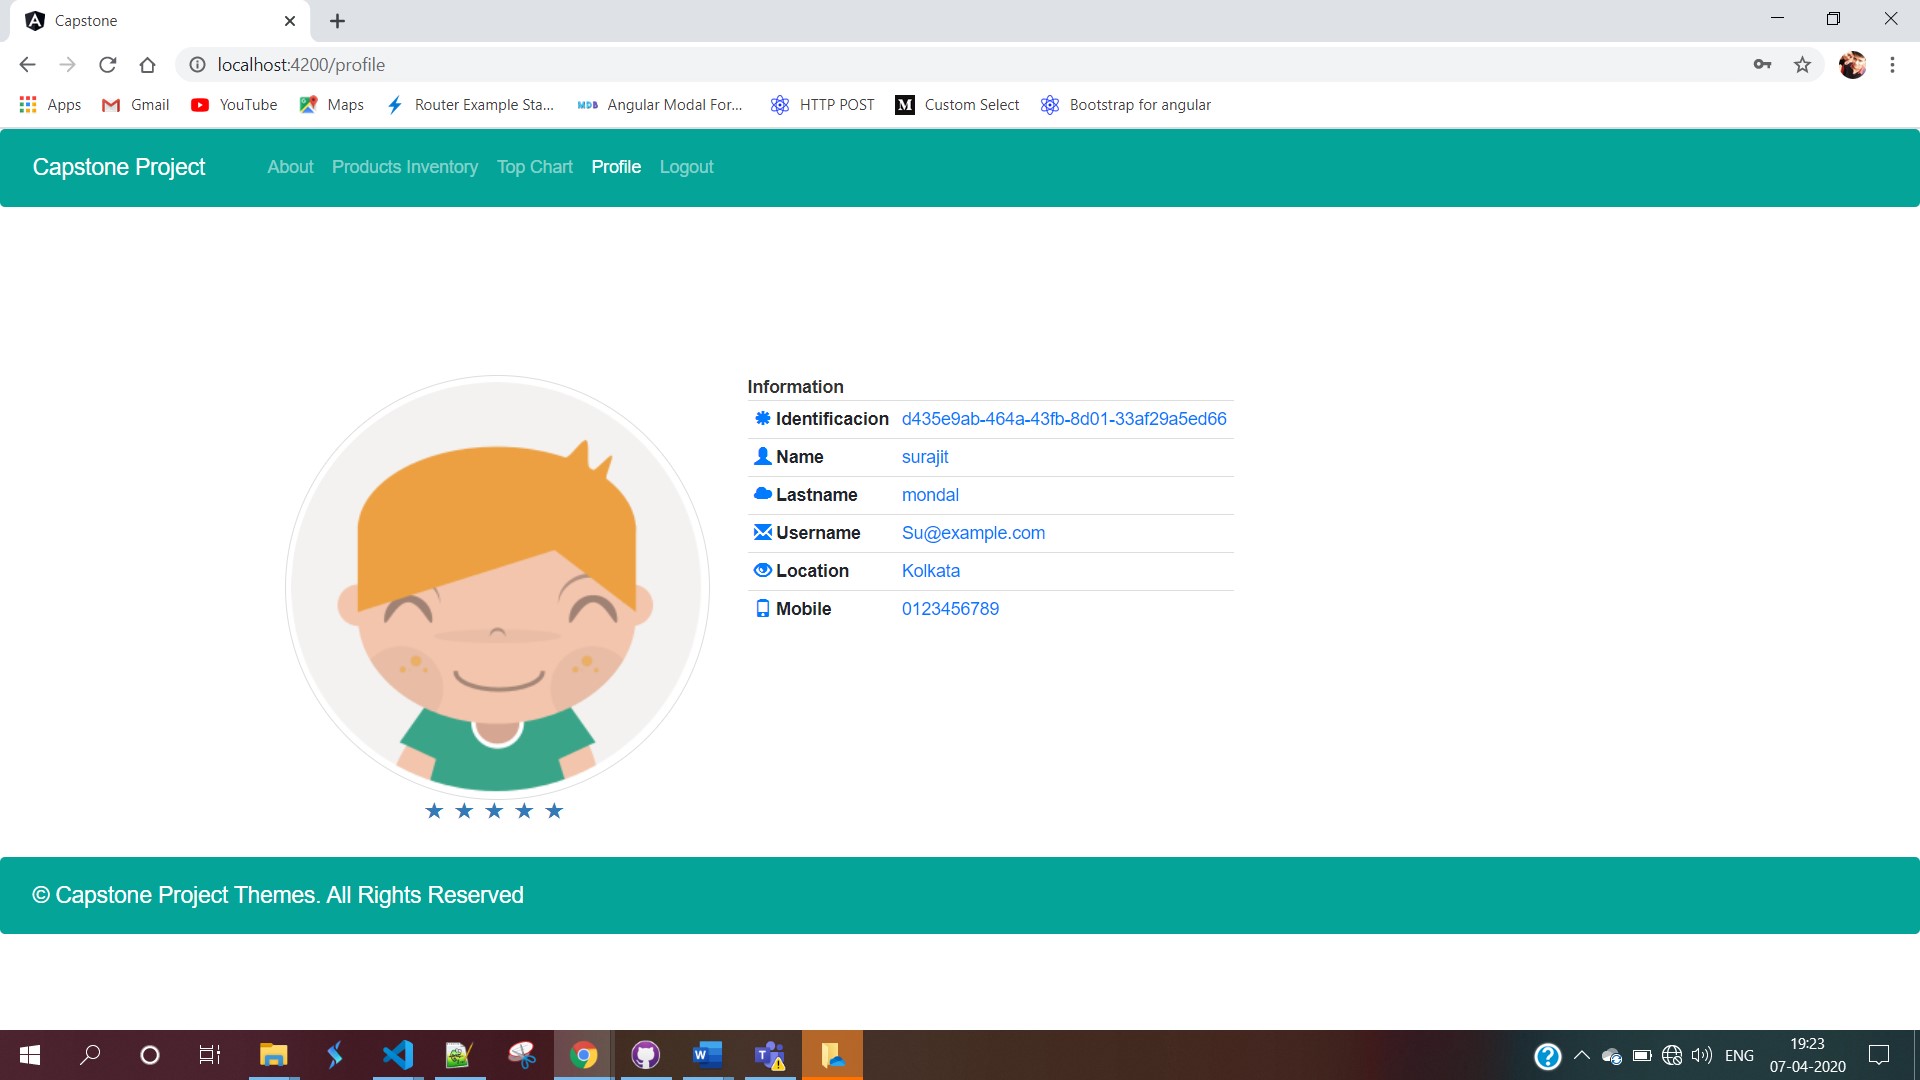 Capstone
localhost:4200/profile
Apps Gmail YouTube Maps Router Example Sta... MDB Angular Modal For... HTTP POST M Custom Select Bootstrap for angular
Capstone Project About Products Inventory Top Chart Profile Logout
Information
Identificacion d435e9ab-464a-43fb-8d01-33af29a5ed66
Name surajit
Lastname mondal
Username Su@example.com
Location Kolkata
Mobile 0123456789
© Capstone Project Themes. All Rights Reserved
ENG
19:23
07-04-2020